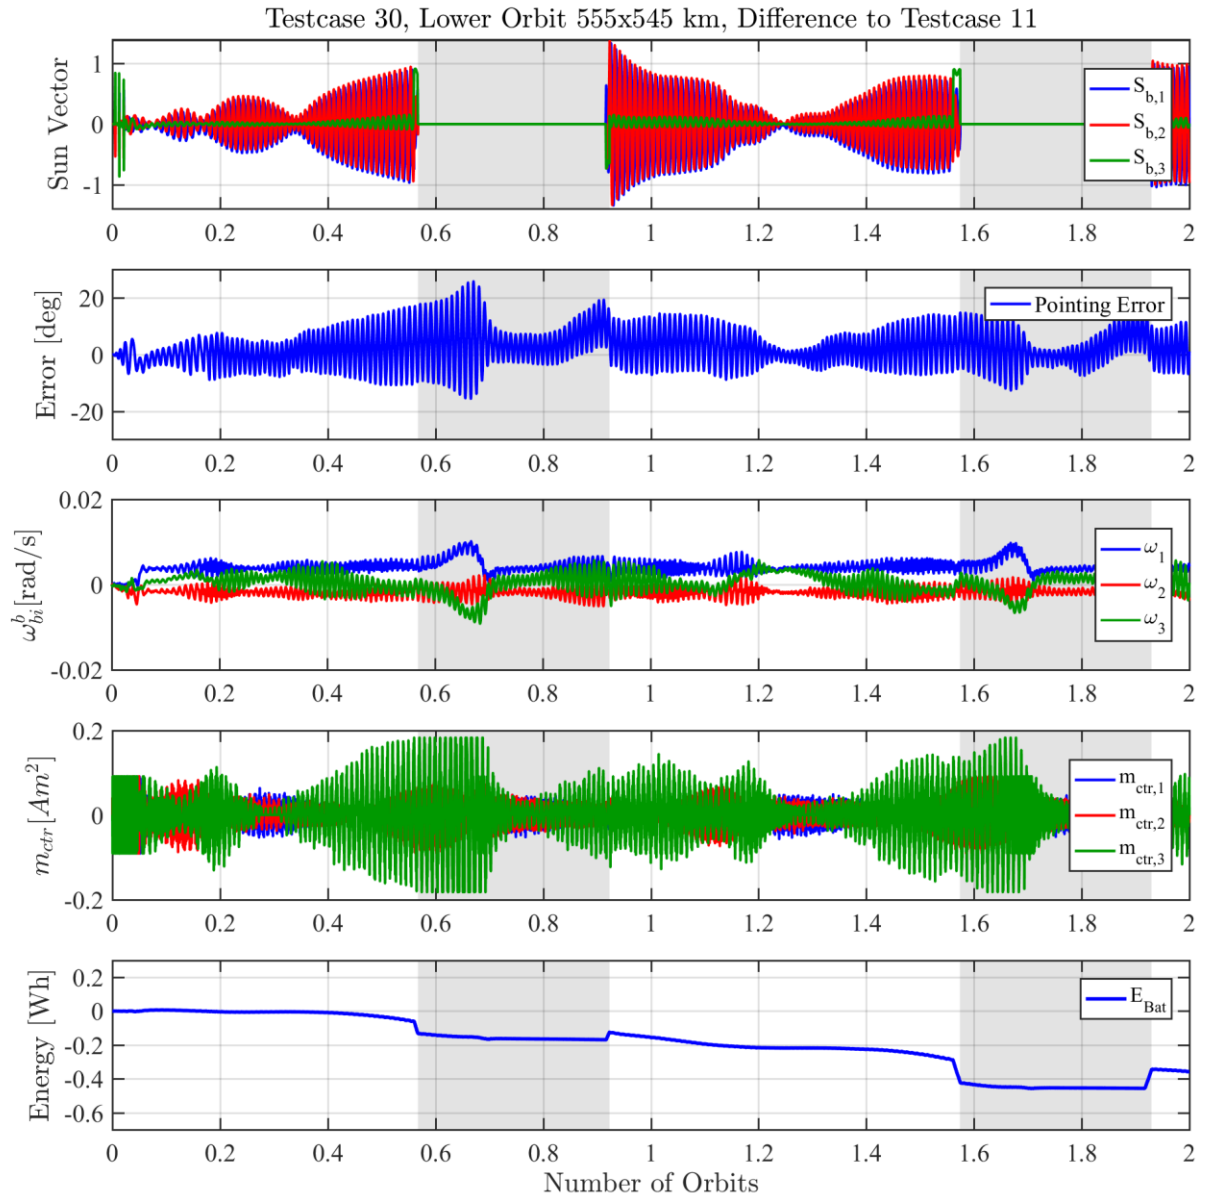 Testcase 30, Lower Orbit 555x545 km, Difference to Testcase 11
Sun Vector
1
0
-1
S_b,1
S_b,2
S_b,3
0 0.2 0.4 0.6 0.8 1 1.2 1.4 1.6 1.8 2
Error [deg]
20
0
-20
Pointing Error
0 0.2 0.4 0.6 0.8 1 1.2 1.4 1.6 1.8 2
ω_bi^b [rad/s]
0.02
0
-0.02
ω_1
ω_2
ω_3
0 0.2 0.4 0.6 0.8 1 1.2 1.4 1.6 1.8 2
m_ctr [Am^2]
0.2
0
-0.2
m_ctr,1
m_ctr,2
m_ctr,3
0 0.2 0.4 0.6 0.8 1 1.2 1.4 1.6 1.8 2
Energy [Wh]
0.2
0
-0.2
-0.4
-0.6
E_Bat
0 0.2 0.4 0.6 0.8 1 1.2 1.4 1.6 1.8 2
Number of Orbits